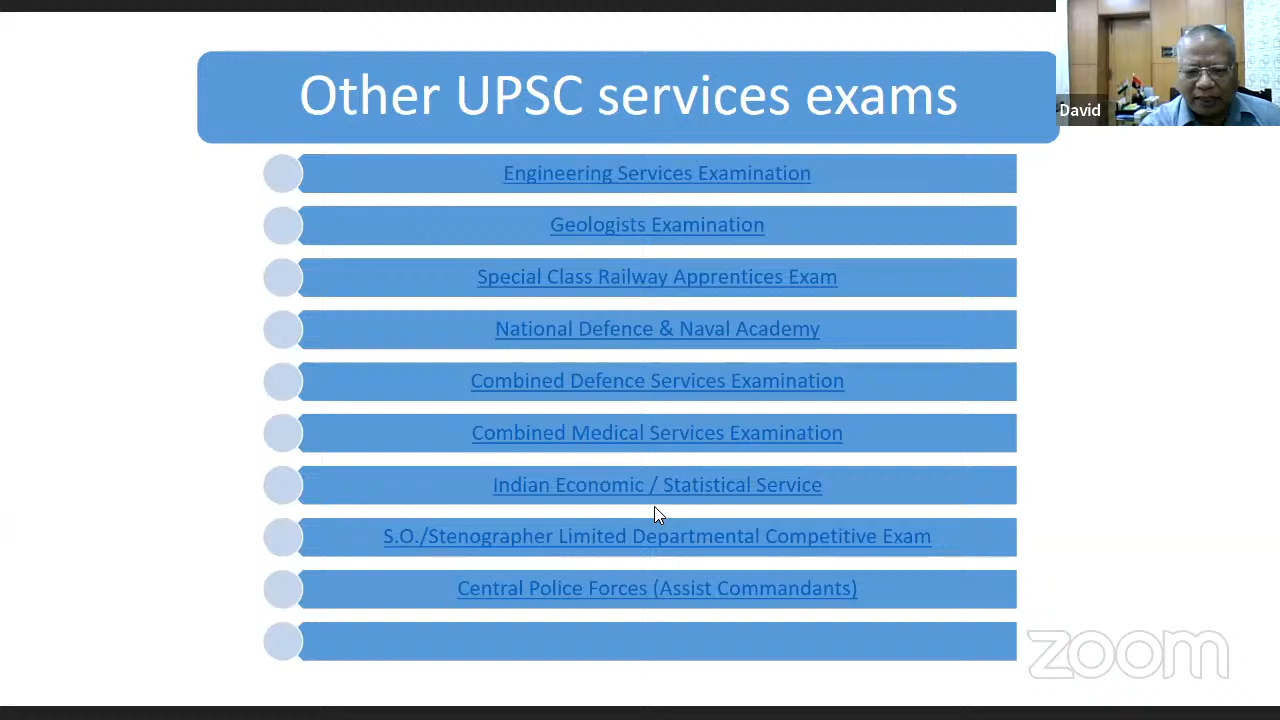 Other UPSC services exams
David
Engineering Services Examination
Geologists Examination
Special Class Railway Apprentices Exam
National Defence & Naval Academy
Combined Defence Services Examination
Combined Medical Services Examination
Indian Economic / Statistical Service
S.O./Stenographer Limited Departmental Competitive Exam
Central Police Forces (Assist Commandants)
zoom